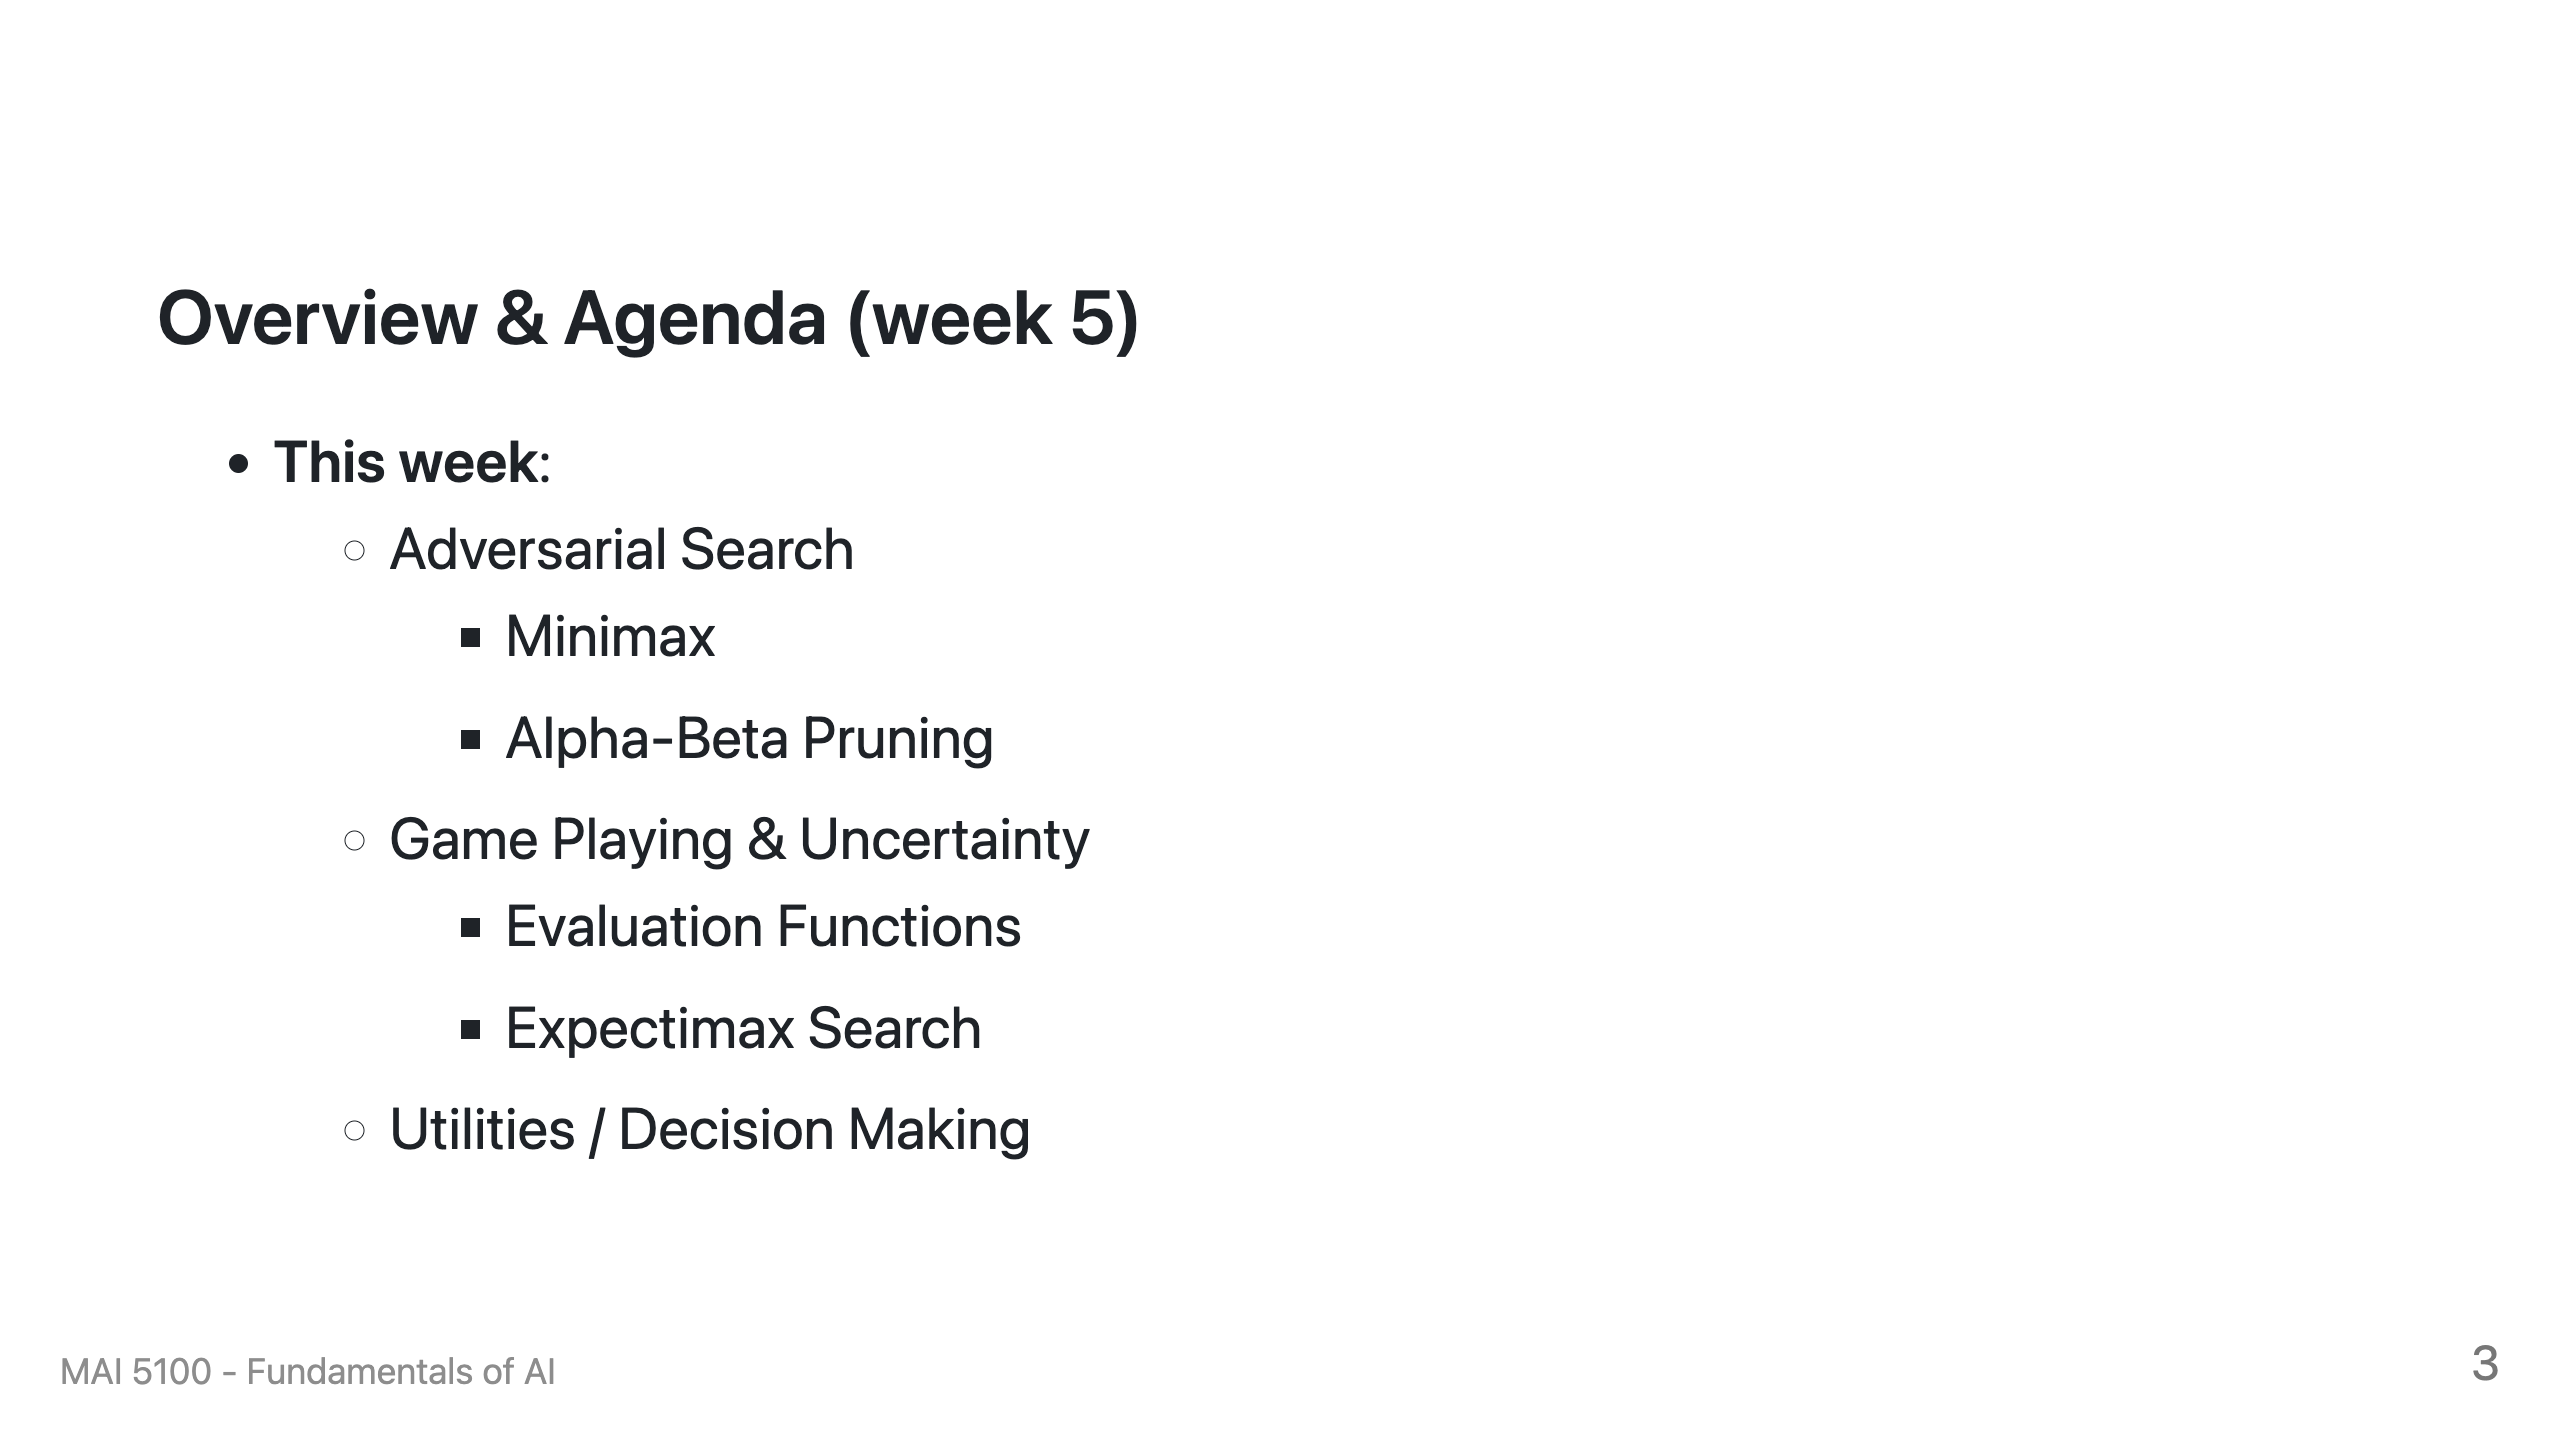 Overview & Agenda (week 5)
• This week:
○ Adversarial Search
▪ Minimax
▪ Alpha-Beta Pruning
○ Game Playing & Uncertainty
▪ Evaluation Functions
▪ Expectimax Search
○ Utilities / Decision Making
MAI 5100 - Fundamentals of AI
3